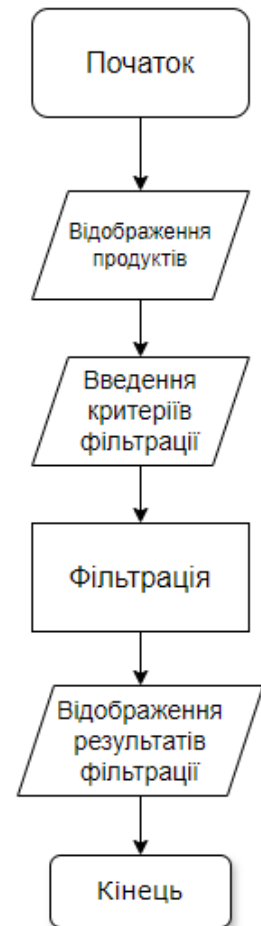 Початок
Відображення
продуктів
Введення
критеріїв
фільтрації
Фільтрація
Відображення
результатів
фільтрації
Кінець